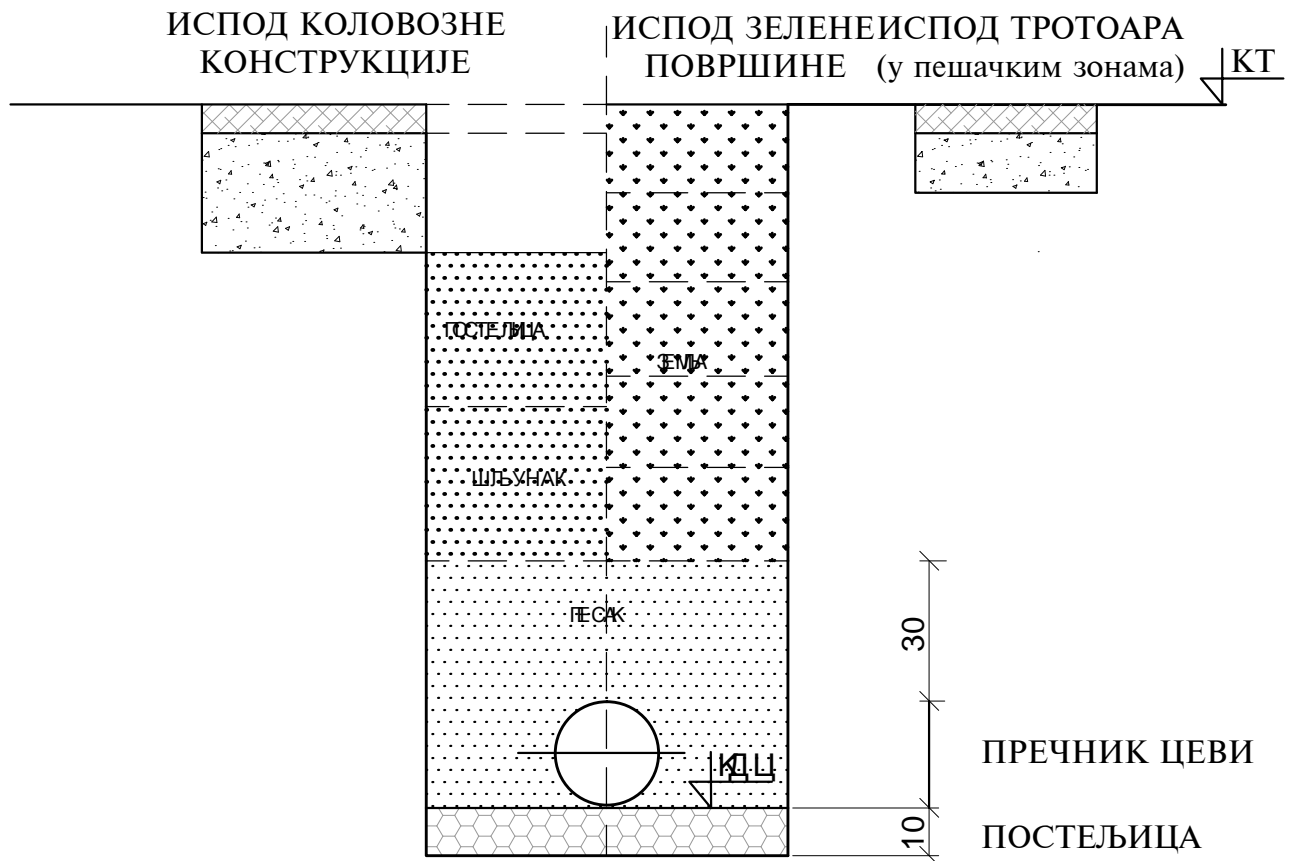 ИСПОД КОЛОВОЗНЕ
КОНСТРУКЦИЈЕ
ИСПОД ЗЕЛЕНЕ
ПОВРШИНЕ
ИСПОД ТРОТОАРА
(у пешачким зонама)
КТ
ПОСТЕЉИЦА
ЗЕМЉА
ШЉУНАК
ПЕСАК
30
ПРЕЧНИК ЦЕВИ
КДЦ
10
ПОСТЕЉИЦА